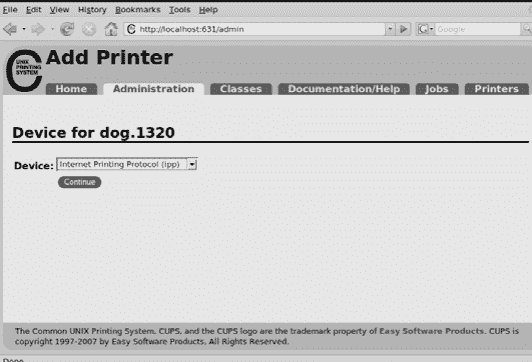 File Edit View History Bookmarks Tools Help
http://localhost:631/admin
Google
UNIX
PRINTING
SYSTEM
Add Printer
Home Administration Classes Documentation/Help Jobs Printers
Device for dog.1320
Device: Internet Printing Protocol (ipp)
Continue
The Common UNIX Printing System, CUPS, and the CUPS logo are the trademark property of Easy Software Products. CUPS is
copyright 1997-2007 by Easy Software Products, All Rights Reserved.
Done